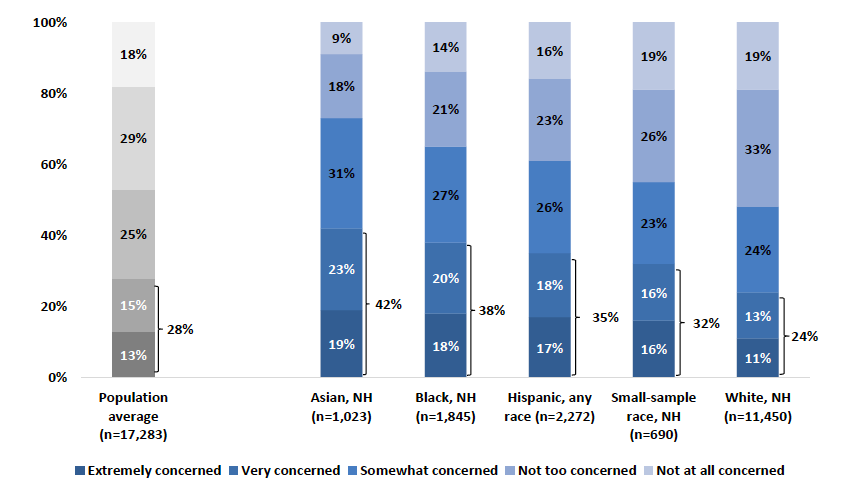 100%
80%
60%
40%
20%
0%
18%
29%
25%
15%
13%
28%
9%
18%
31%
23%
19%
42%
14%
21%
27%
20%
18%
38%
16%
23%
26%
18%
17%
35%
19%
26%
23%
16%
16%
32%
19%
33%
24%
13%
11%
24%
Population
average
(n=17,283)
Asian, NH
(n=1,023)
Black, NH
(n=1,845)
Hispanic, any
race (n=2,272)
Small-sample
race, NH
(n=690)
White, NH
(n=11,450)
Extremely concerned Very concerned Somewhat concerned Not too concerned Not at all concerned